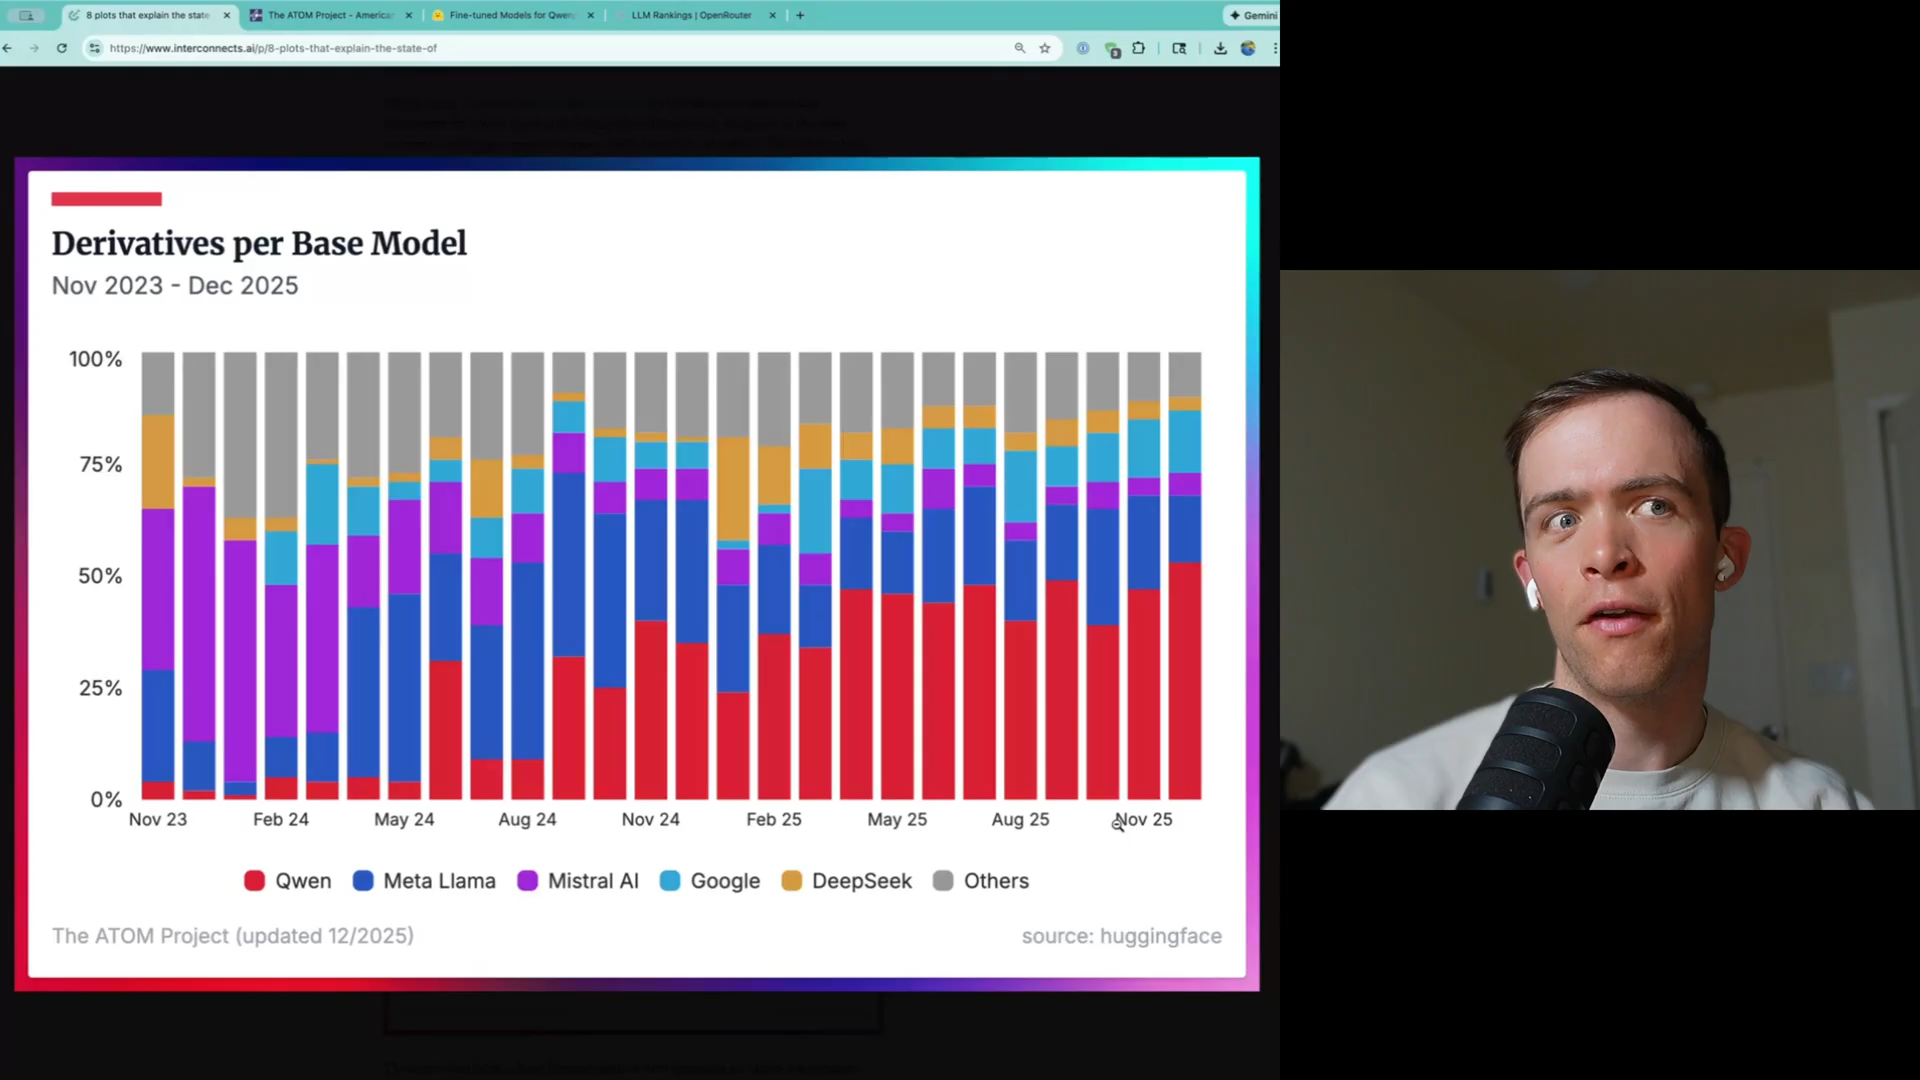 8 plots that explain the state
The ATOM Project - America
Fine-tuned Models for Qwen
LLM Rankings | OpenRouter
Gemini
https://www.interconnects.ai/p/8-plots-that-explain-the-state-of
Derivatives per Base Model
Nov 2023 - Dec 2025
100%
75%
50%
25%
0%
Nov 23 Feb 24 May 24 Aug 24 Nov 24 Feb 25 May 25 Aug 25 Nov 25
Qwen Meta Llama Mistral AI Google DeepSeek Others
The ATOM Project (updated 12/2025) source: huggingface